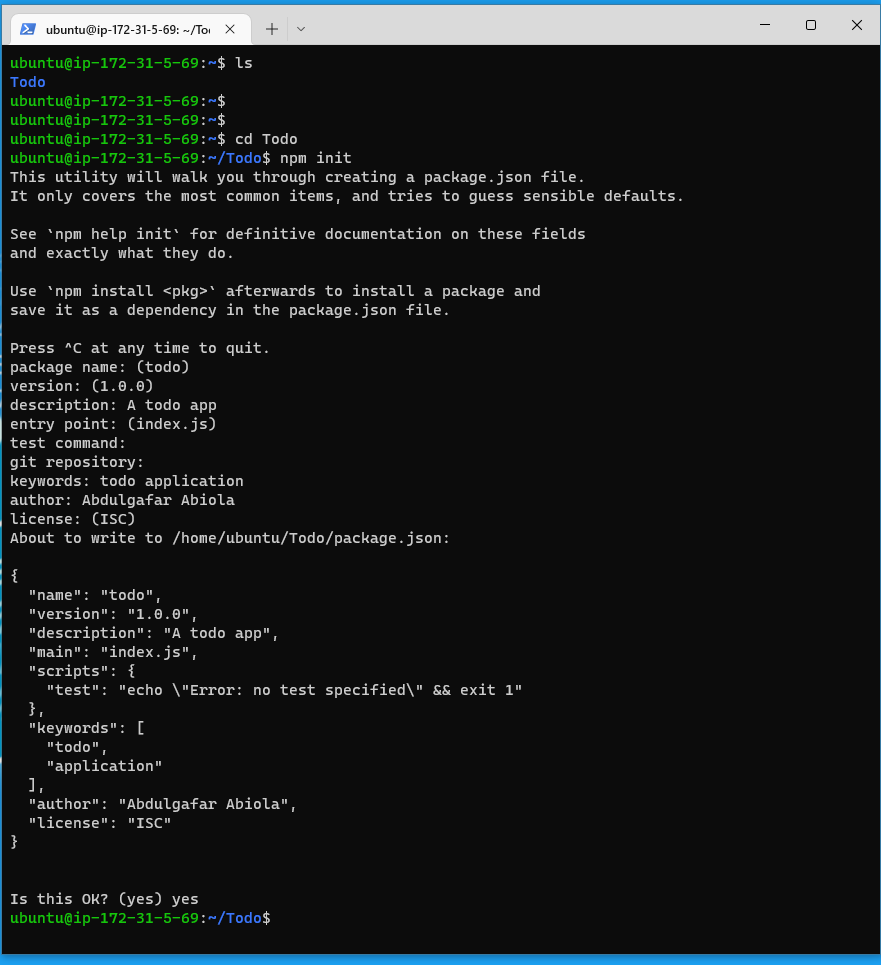 ubuntu@ip-172-31-5-69: ~/To
ubuntu@ip-172-31-5-69:~$ ls
Todo
ubuntu@ip-172-31-5-69:~$
ubuntu@ip-172-31-5-69:~$
ubuntu@ip-172-31-5-69:~$ cd Todo
ubuntu@ip-172-31-5-69:~/Todo$ npm init
This utility will walk you through creating a package.json file.
It only covers the most common items, and tries to guess sensible defaults.
See `npm help init` for definitive documentation on these fields
and exactly what they do.
Use `npm install <pkg>` afterwards to install a package and
save it as a dependency in the package.json file.
Press ^C at any time to quit.
package name: (todo)
version: (1.0.0)
description: A todo app
entry point: (index.js)
test command:
git repository:
keywords: todo application
author: Abdulgafar Abiola
license: (ISC)
About to write to /home/ubuntu/Todo/package.json:
{
  "name": "todo",
  "version": "1.0.0",
  "description": "A todo app",
  "main": "index.js",
  "scripts": {
    "test": "echo \"Error: no test specified\" && exit 1"
  },
  "keywords": [
    "todo",
    "application"
  ],
  "author": "Abdulgafar Abiola",
  "license": "ISC"
}
Is this OK? (yes) yes
ubuntu@ip-172-31-5-69:~/Todo$